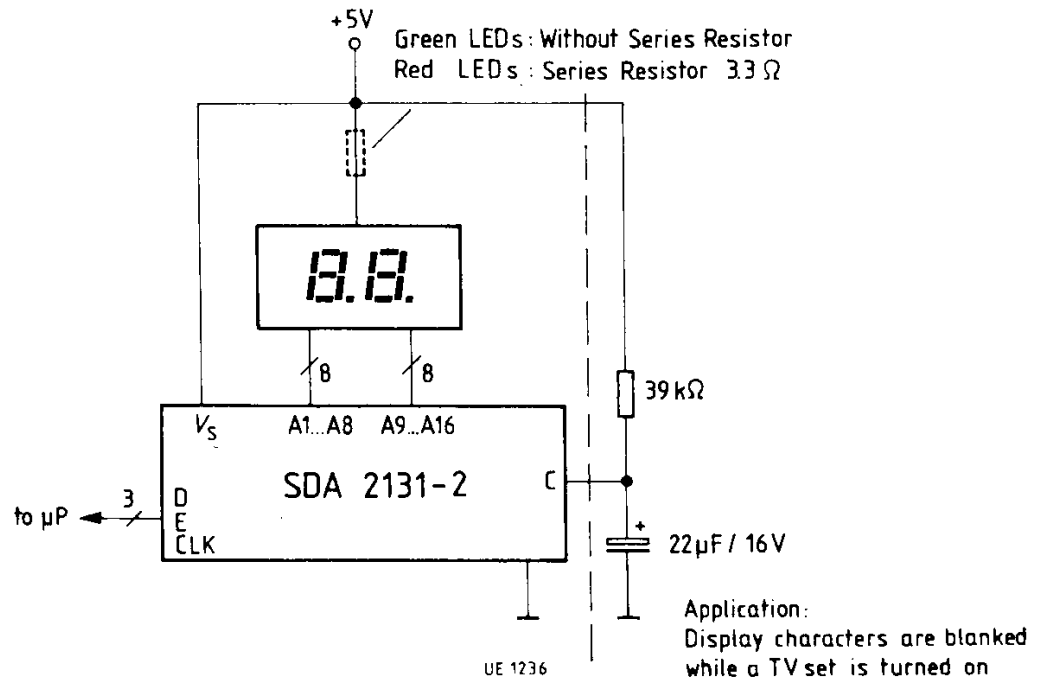 +5V
Green LEDs: Without Series Resistor
Red LEDs: Series Resistor 3.3 Ω
8.8.
8
8
39 kΩ
VS
A1...A8
A9...A16
SDA 2131-2
C
3
D
to µP
E
CLK
+
22µF / 16V
Application:
Display characters are blanked
while a TV set is turned on
UE 1236